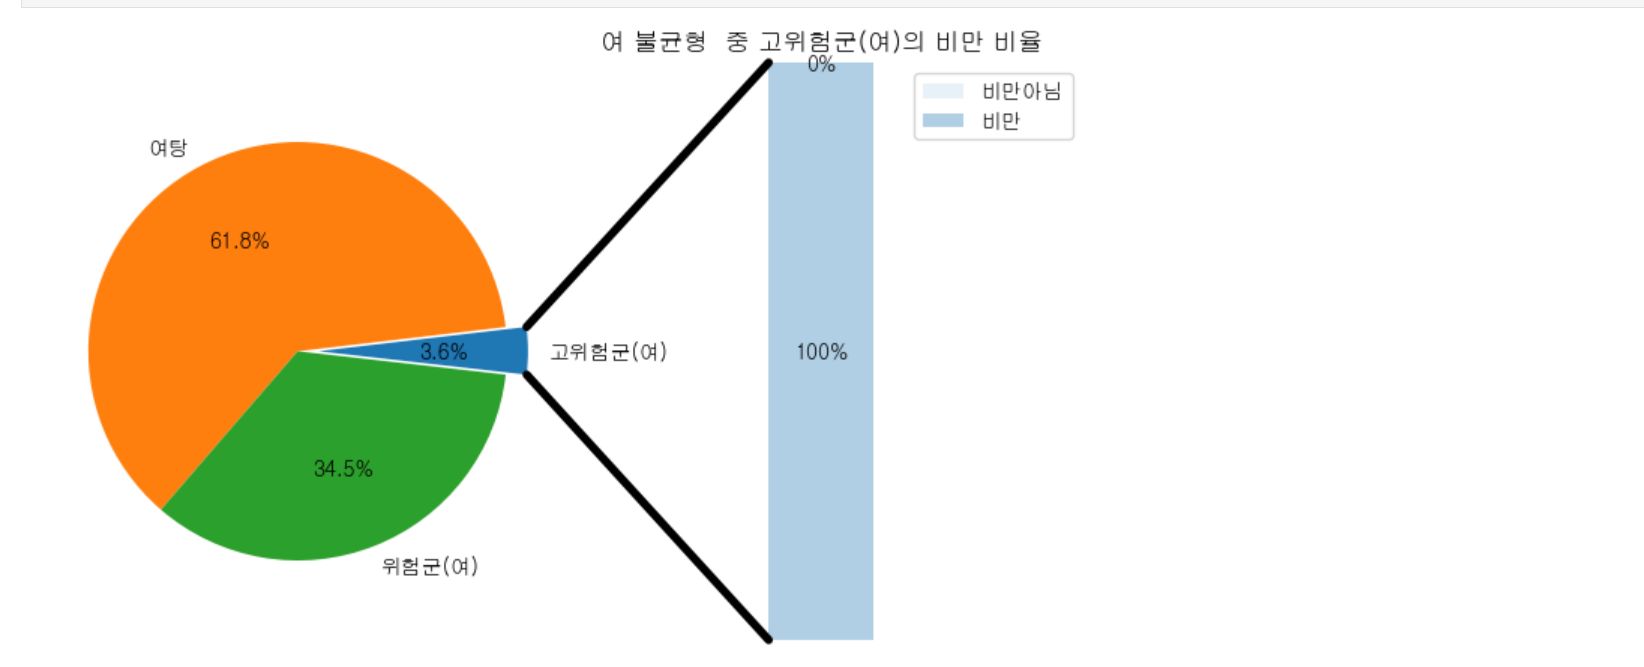 여 불균형  중 고위험군(여)의 비만 비율
0%
비만아님
비만
여탕
61.8%
3.6%
고위험군(여)
100%
34.5%
위험군(여)